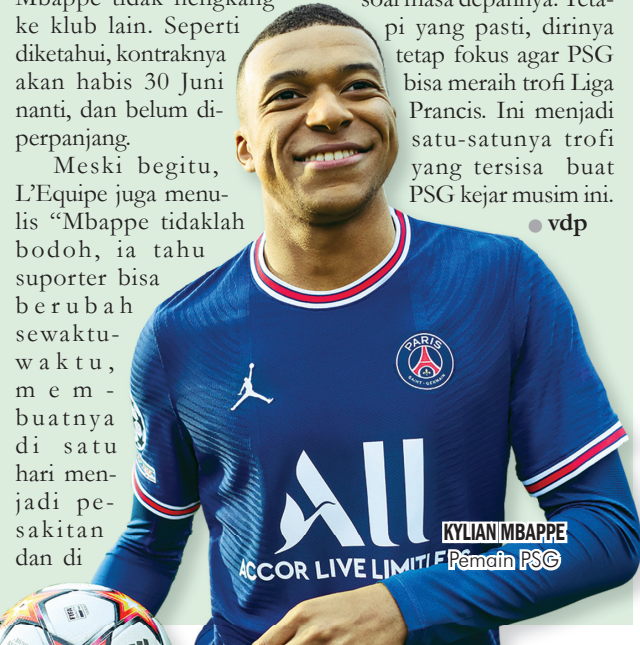 Mbappe tidak hengkang
ke klub lain. Seperti
diketahui, kontraknya
akan habis 30 Juni
nanti, dan belum di-
perpanjang.
Meski begitu,
L’Equipe juga menu-
lis “Mbappe tidaklah
bodoh, ia tahu
suporter bisa
berubah
sewaktu-
waktu,
mem-
buatnya
di satu
hari men-
jadi pe-
sakitan
dan di
soal masa depannya. Teta-
pi yang pasti, dirinya
tetap fokus agar PSG
bisa meraih trofi Liga
Prancis. Ini menjadi
satu-satunya trofi
yang tersisa buat
PSG kejar musim ini.
● vdp
PARIS
SAINT-GERMAIN
ALL
ACCOR LIVE LIMITLESS
KYLIAN MBAPPE
Pemain PSG